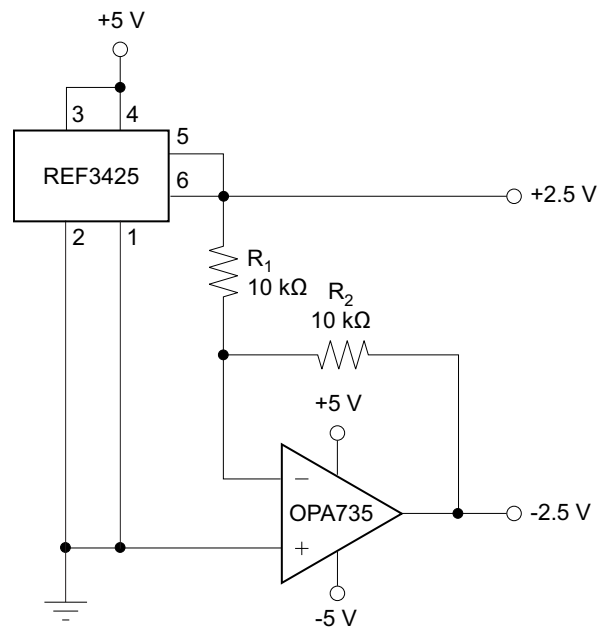 +5 V
3
4
5
REF3425
6
+2.5 V
2
1
R1
10 kΩ
R2
10 kΩ
+5 V
−
OPA735
-2.5 V
+
-5 V